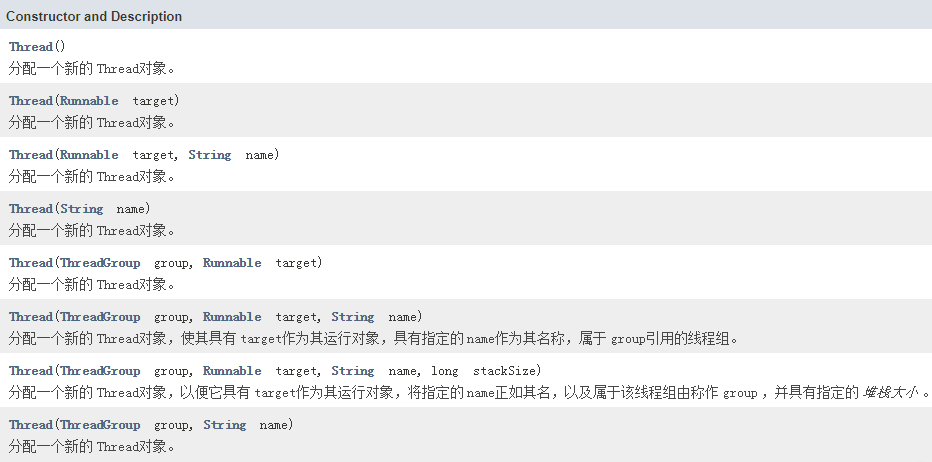 Constructor and Description
Thread()
分配一个新的 Thread对象。
Thread(Runnable target)
分配一个新的 Thread对象。
Thread(Runnable target, String name)
分配一个新的 Thread对象。
Thread(String name)
分配一个新的 Thread对象。
Thread(ThreadGroup group, Runnable target)
分配一个新的 Thread对象。
Thread(ThreadGroup group, Runnable target, String name)
分配一个新的 Thread对象，使其具有 target作为其运行对象，具有指定的 name作为其名称，属于 group引用的线程组。
Thread(ThreadGroup group, Runnable target, String name, long stackSize)
分配一个新的 Thread对象，以便它具有 target作为其运行对象，将指定的 name正如其名，以及属于该线程组由称作 group ，并具有指定的 堆栈大小 。
Thread(ThreadGroup group, String name)
分配一个新的 Thread对象。